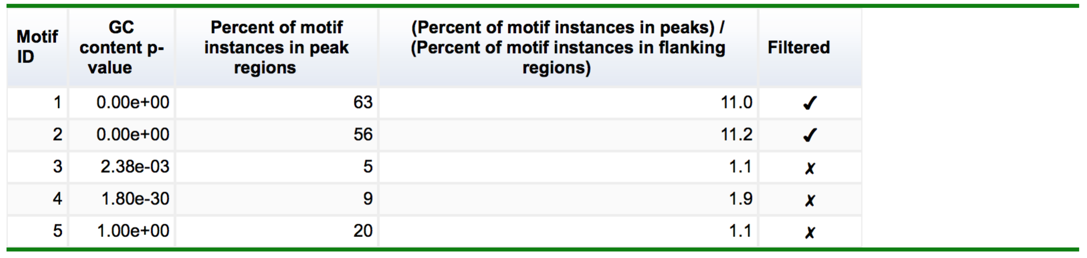 Motif ID	GC content p-value	Percent of motif instances in peak regions	(Percent of motif instances in peaks) / (Percent of motif instances in flanking regions)	Filtered
1	0.00e+00	63	11.0	✓
2	0.00e+00	56	11.2	✓
3	2.38e-03	5	1.1	✗
4	1.80e-30	9	1.9	✗
5	1.00e+00	20	1.1	✗